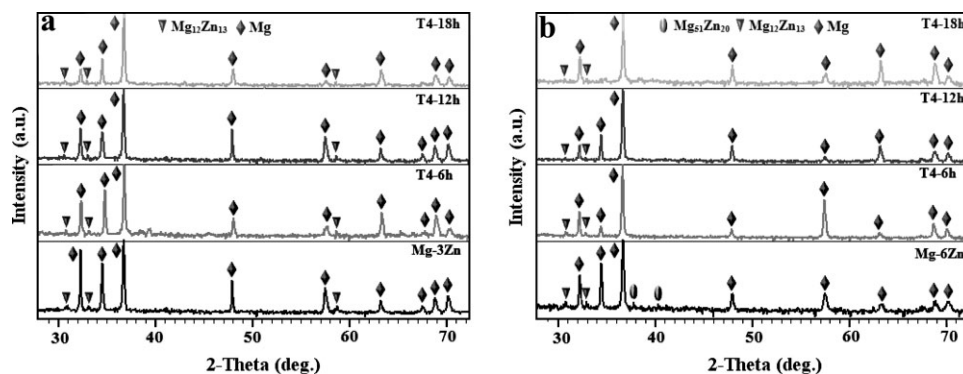 a
Mg12Zn13 Mg
T4-18h
T4-12h
T4-6h
Mg-3Zn
Intensity (a.u.)
30 40 50 60 70
2-Theta (deg.)
b
Mg51Zn20 Mg12Zn13 Mg
T4-18h
T4-12h
T4-6h
Mg-6Zn
Intensity (a.u.)
30 40 50 60 70
2-Theta (deg.)